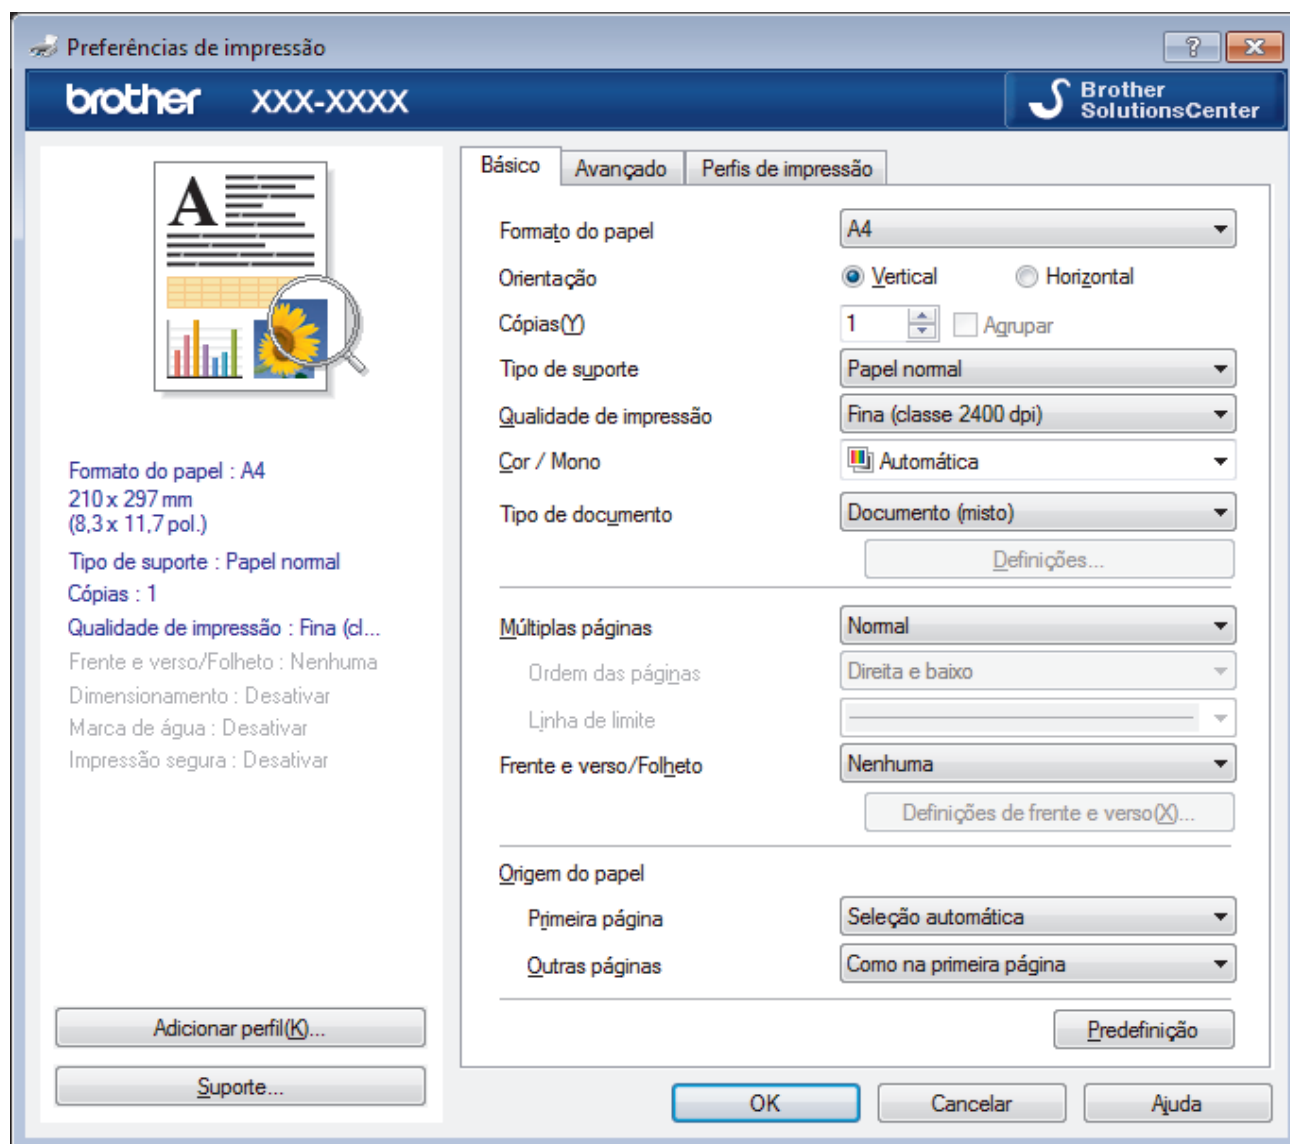 Preferências de impressão
brother XXX-XXXX
Brother
SolutionsCenter
A
Formato do papel : A4
210 x 297 mm
(8,3 x 11,7 pol.)
Tipo de suporte : Papel normal
Cópias : 1
Qualidade de impressão : Fina (cl...
Frente e verso/Folheto : Nenhuma
Dimensionamento : Desativar
Marca de água : Desativar
Impressão segura : Desativar
Adicionar perfil(K)...
Suporte...
Básico Avançado Perfis de impressão
Formato do papel A4
Orientação Vertical Horizontal
Cópias(Y) 1 Agrupar
Tipo de suporte Papel normal
Qualidade de impressão Fina (classe 2400 dpi)
Cor / Mono Automática
Tipo de documento Documento (misto)
Definições...
Múltiplas páginas Normal
Ordem das páginas Direita e baixo
Linha de limite
Frente e verso/Folheto Nenhuma
Definições de frente e verso(X)...
Origem do papel
Primeira página Seleção automática
Outras páginas Como na primeira página
Predefinição
OK Cancelar Ajuda